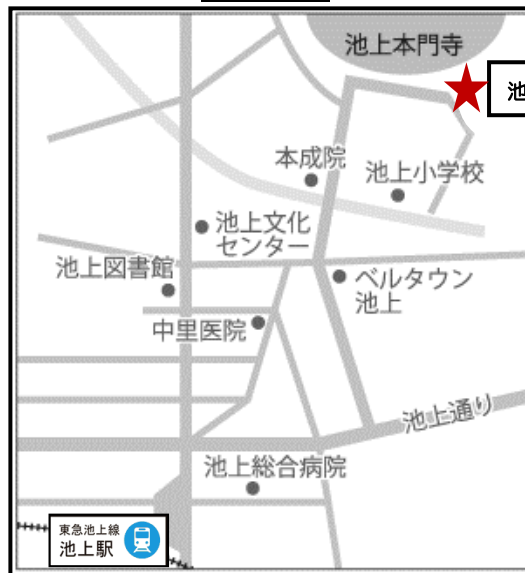 池上本門寺
池
本成院
池上小学校
池上文化
センター
池上図書館
ベルタウン
池上
中里医院
池上通り
池上総合病院
東急池上線
池上駅